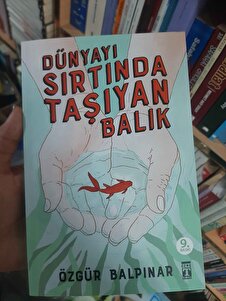 DÜNYAYI
SIRTINDA
TAŞIYAN
BALIK
9.
ÖZGÜR BALPINAR